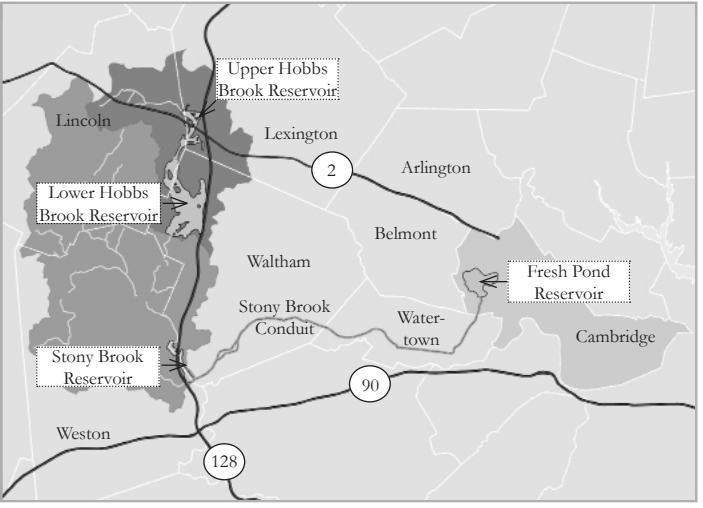 Upper Hobbs
Brook Reservoir
Lincoln
Lexington
2
Arlington
Lower Hobbs
Brook Reservoir
Belmont
Waltham
Fresh Pond
Reservoir
Stony Brook
Conduit
Water-
town
Cambridge
Stony Brook
Reservoir
90
Weston
128